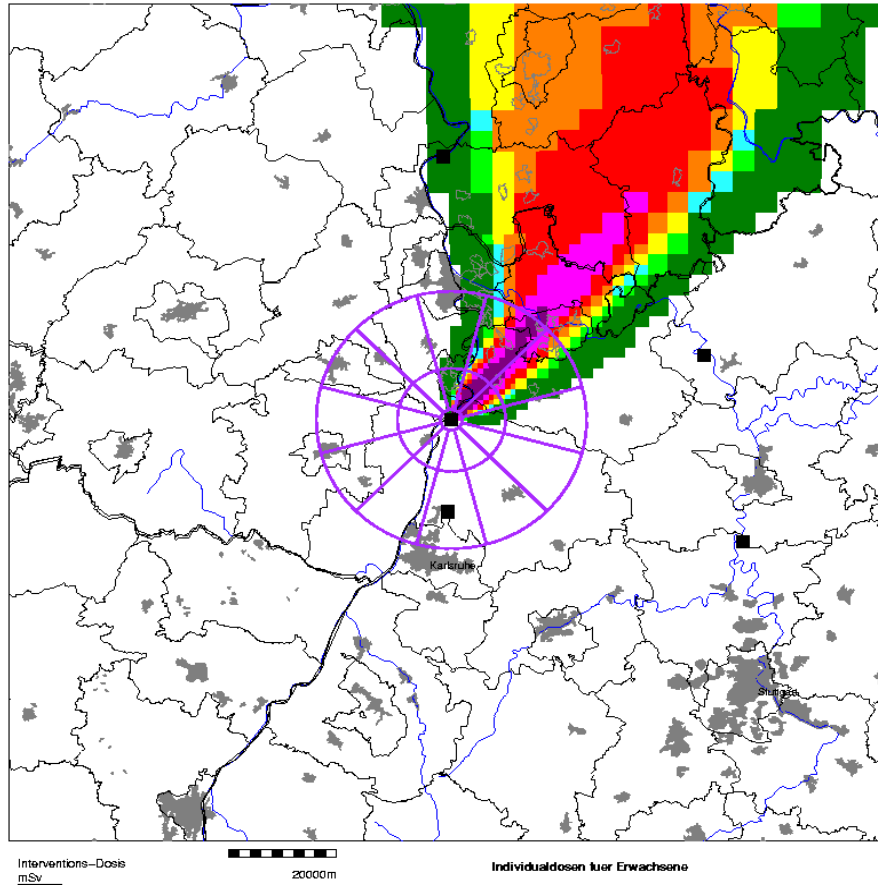 Karlsruhe
Stuttgart
Interventions-Dosis
mSv
20000m
Individualdosen fuer Erwachsene